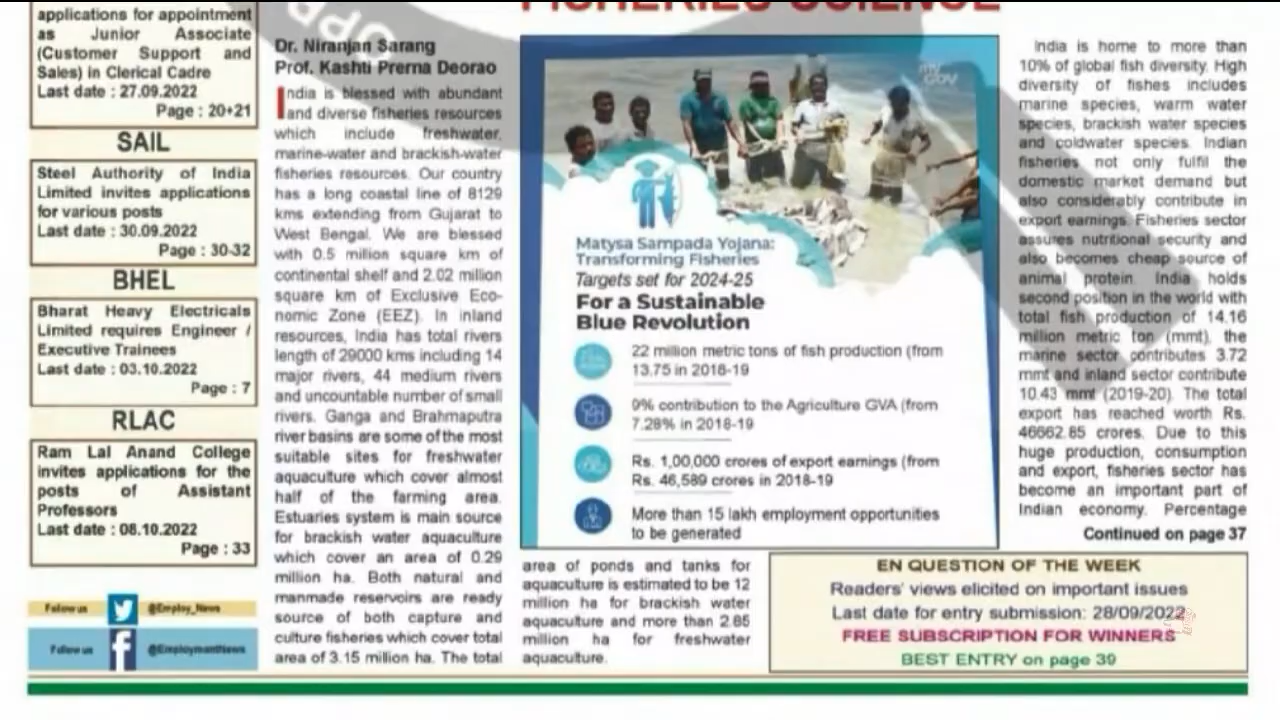 FISHERIES SCIENCE
applications for appointment
as Junior Associate
(Customer Support and
Sales) in Clerical Cadre
Last date : 27.09.2022
Page : 20+21
SAIL
Steel Authority of India
Limited invites applications
for various posts
Last date : 30.09.2022
Page : 30-32
BHEL
Bharat Heavy Electricals
Limited requires Engineer /
Executive Trainees
Last date : 03.10.2022
Page : 7
RLAC
Ram Lal Anand College
invites applications for the
posts of Assistant
Professors
Last date : 08.10.2022
Page : 33
Follow us @Employ_News
Follow us @EmploymentNews
Dr. Niranjan Sarang
Prof. Kashti Prerna Deorao
India is blessed with abundant
and diverse fisheries resources
which include freshwater,
marine-water and brackish-water
fisheries resources. Our country
has a long coastal line of 8129
kms extending from Gujarat to
West Bengal. We are blessed
with 0.5 million square km of
continental shelf and 2.02 million
square km of Exclusive Eco-
nomic Zone (EEZ). In inland
resources, India has total rivers
length of 29000 kms including 14
major rivers, 44 medium rivers
and uncountable number of small
rivers. Ganga and Brahmaputra
river basins are some of the most
suitable sites for freshwater
aquaculture which cover almost
half of the farming area.
Estuaries system is main source
for brackish water aquaculture
which cover an area of 0.29
million ha. Both natural and
manmade reservoirs are ready
source of both capture and
culture fisheries which cover total
area of 3.15 million ha. The total
my
GOV
Matysa Sampada Yojana:
Transforming Fisheries
Targets set for 2024-25
For a Sustainable
Blue Revolution
22 million metric tons of fish production (from
13.75 in 2018-19
9% contribution to the Agriculture GVA (from
7.28% in 2018-19
Rs. 1,00,000 crores of export earnings (from
Rs. 46,589 crores in 2018-19
More than 15 lakh employment opportunities
to be generated
area of ponds and tanks for
aquaculture is estimated to be 12
million ha for brackish water
aquaculture and more than 2.85
million ha for freshwater
aquaculture.
India is home to more than
10% of global fish diversity. High
diversity of fishes includes
marine species, warm water
species, brackish water species
and coldwater species. Indian
fisheries not only fulfil the
domestic market demand but
also considerably contribute in
export earnings. Fisheries sector
assures nutritional security and
also becomes cheap source of
animal protein. India holds
second position in the world with
total fish production of 14.16
million metric ton (mmt), the
marine sector contributes 3.72
mmt and inland sector contribute
10.43 mmt (2019-20). The total
export has reached worth Rs.
46662.85 crores. Due to this
huge production, consumption
and export, fisheries sector has
become an important part of
Indian economy. Percentage
Continued on page 37
EN QUESTION OF THE WEEK
Readers' views elicited on important issues
Last date for entry submission: 28/09/2022
FREE SUBSCRIPTION FOR WINNERS
BEST ENTRY on page 39